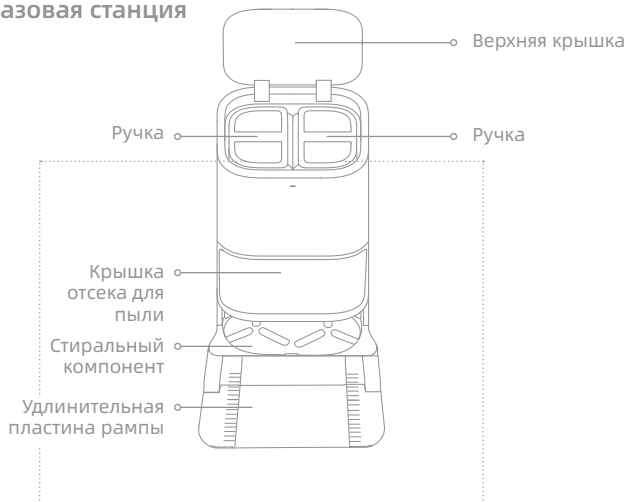 азовая станция
Верхняя крышка
Ручка
Ручка
Крышка
отсека для
пыли
Стиральный
компонент
Удлинительная
пластина рампы